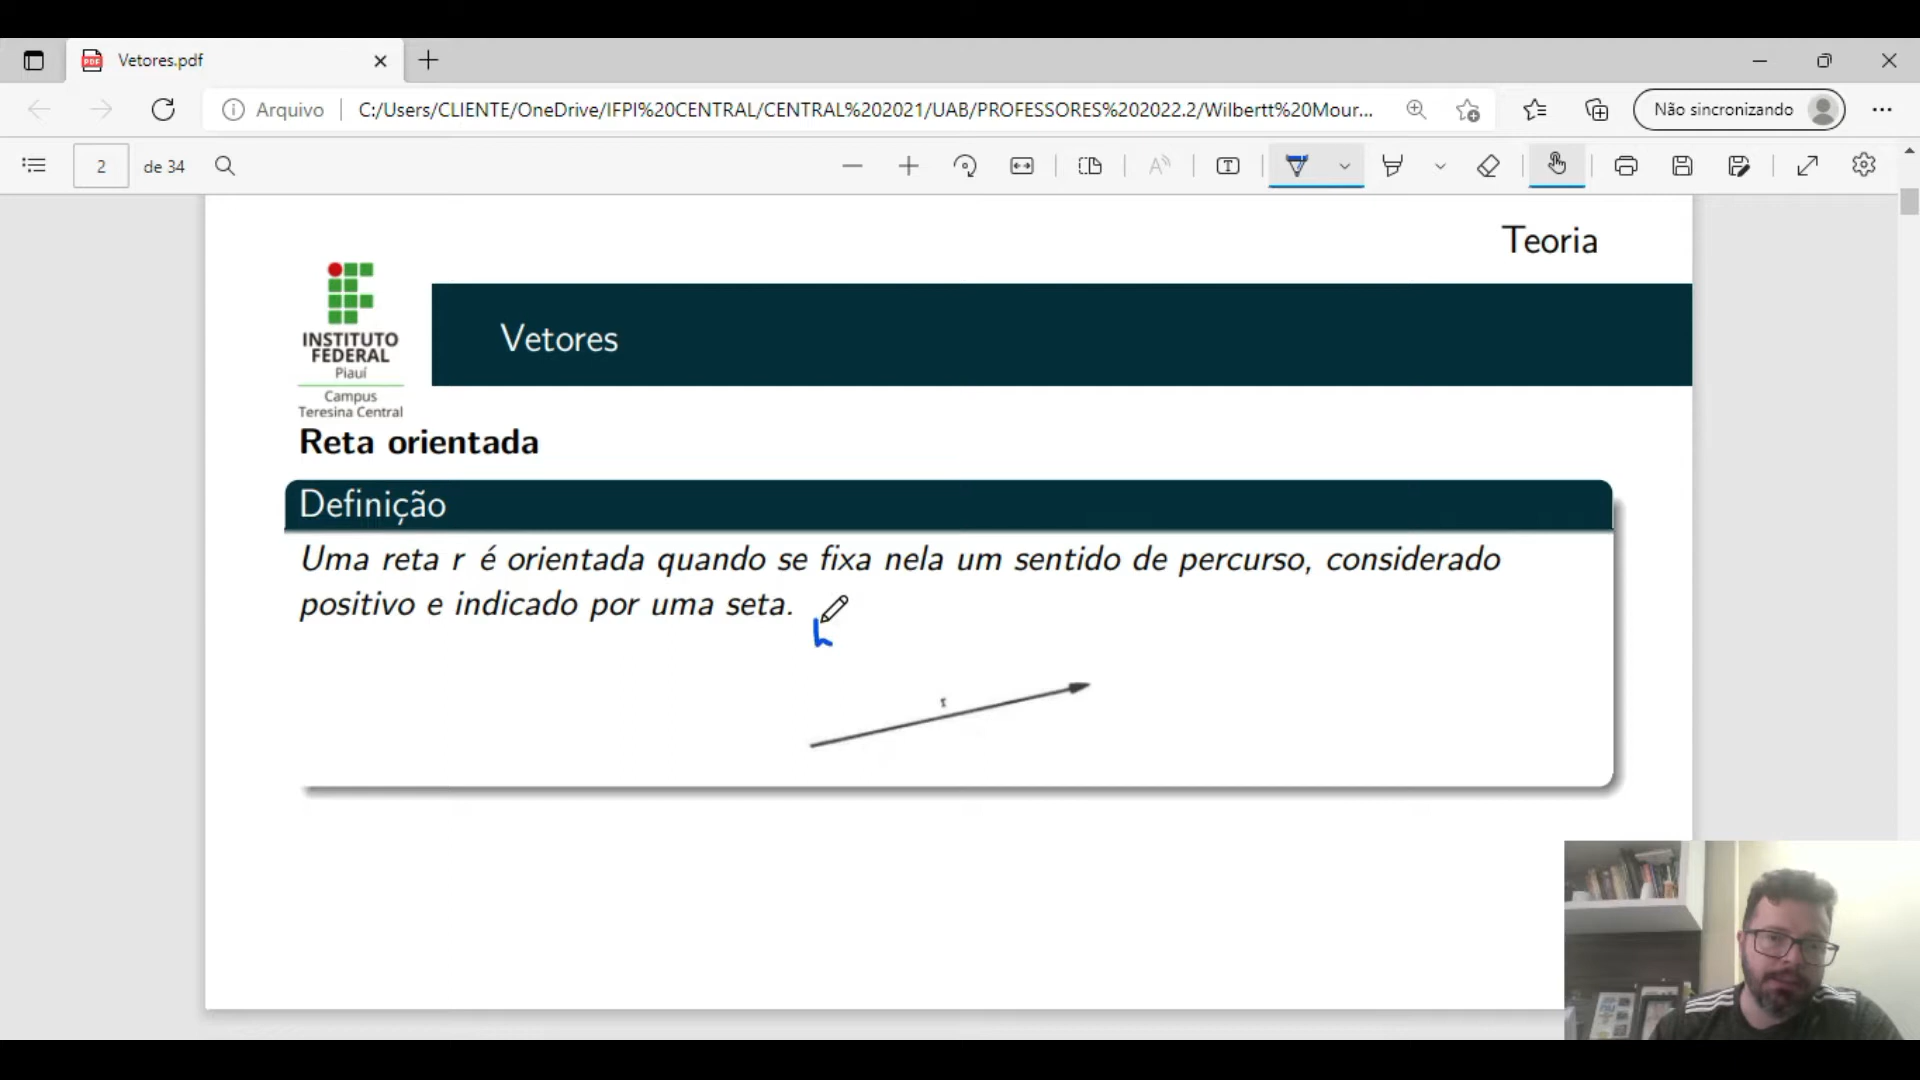 Vetores.pdf
Arquivo
C:/Users/CLIENTE/OneDrive/IFPI%20CENTRAL/CENTRAL%202021/UAB/PROFESSORES%202022.2/Wilbertt%20Mour...
Não sincronizando
2 de 34
Teoria
INSTITUTO
FEDERAL
Piauí
Campus
Teresina Central
Vetores
Reta orientada
Definição
Uma reta r é orientada quando se fixa nela um sentido de percurso, considerado
positivo e indicado por uma seta.
r